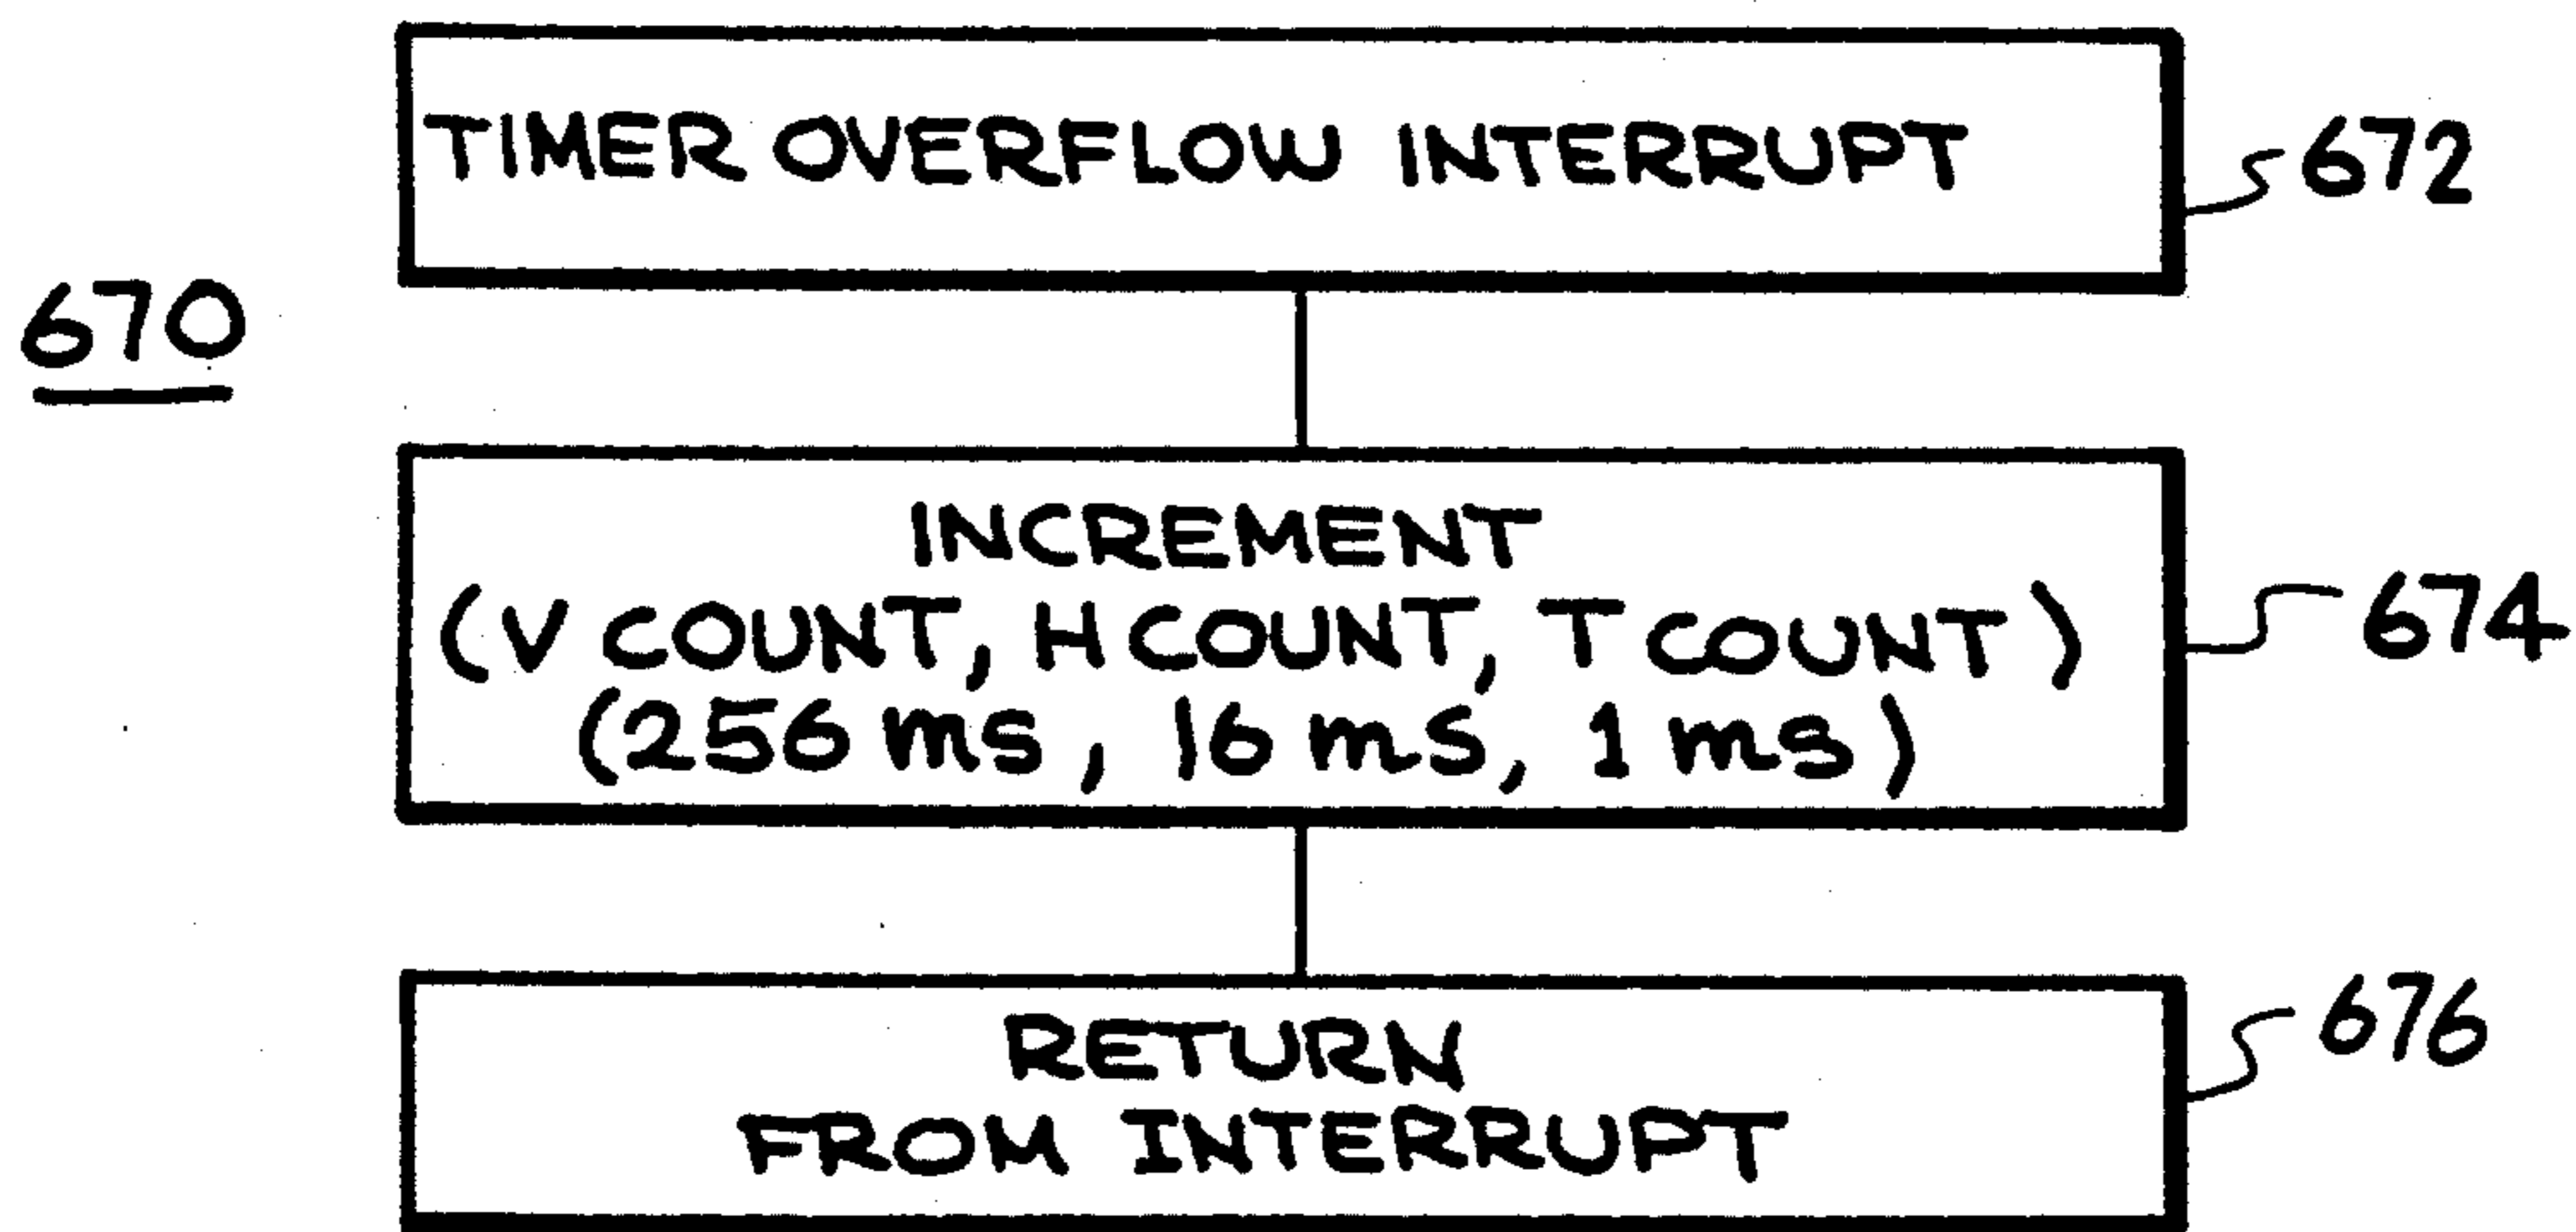 TIMER OVERFLOW INTERRUPT
672
670
INCREMENT
(V COUNT, H COUNT, T COUNT)
(256 ms, 16 ms, 1 ms)
674
RETURN
FROM INTERRUPT
676